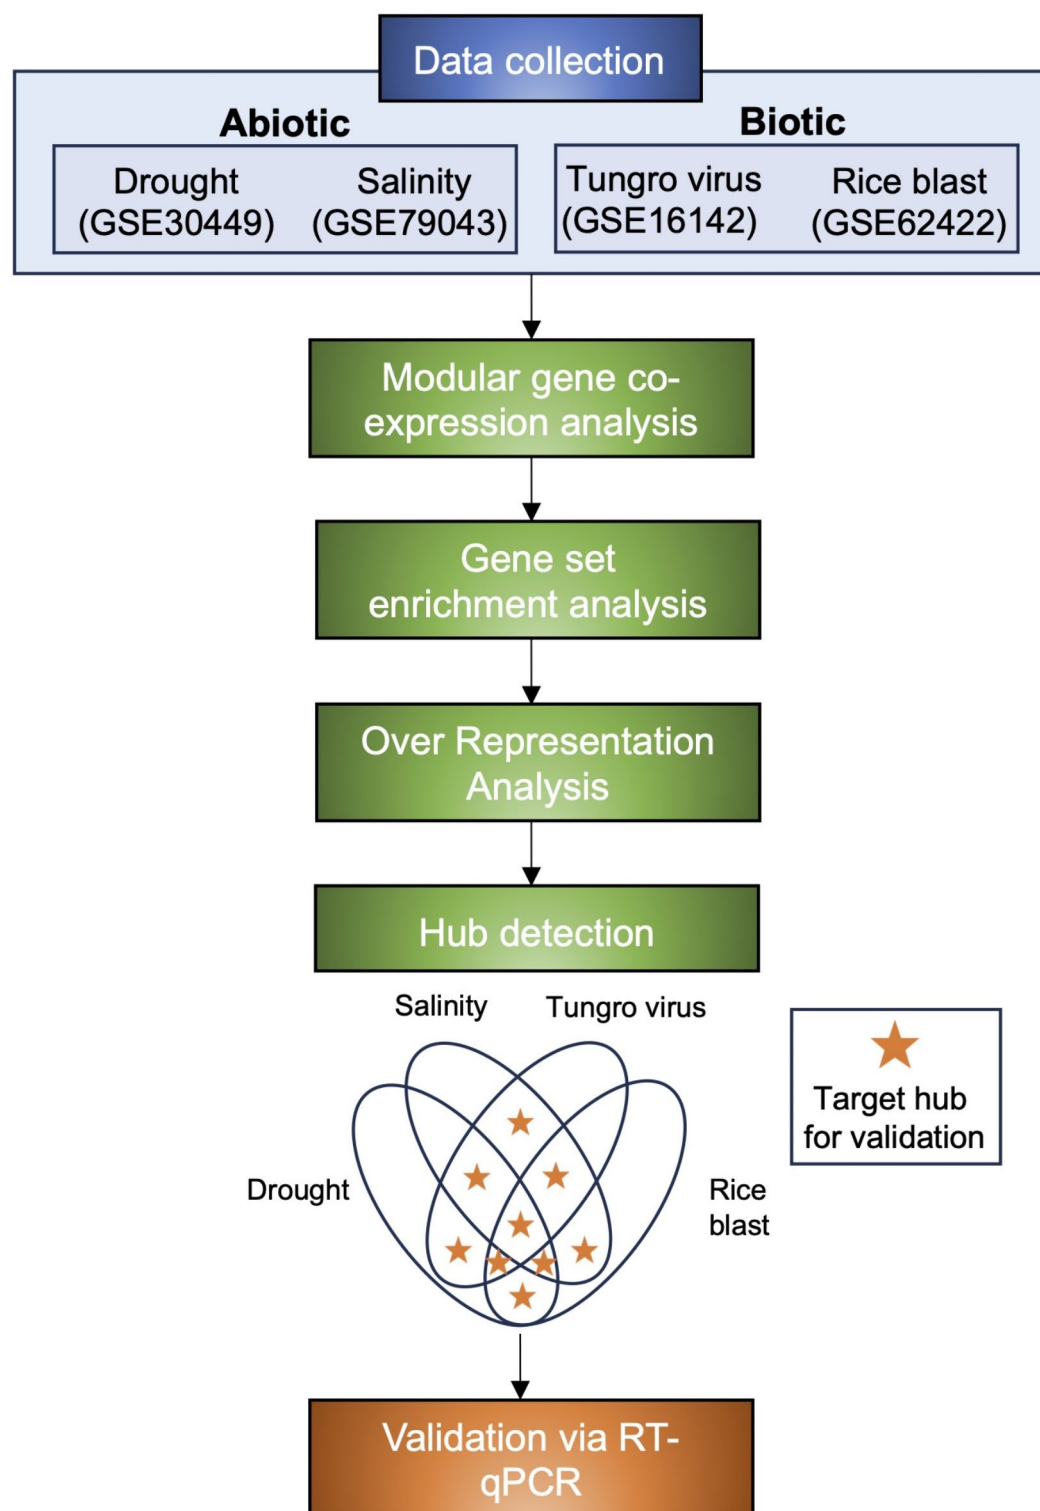 Data collection
Abiotic
Biotic
Drought
(GSE30449)
Salinity
(GSE79043)
Tungro virus
(GSE16142)
Rice blast
(GSE62422)
Modular gene co-
expression analysis
Gene set
enrichment analysis
Over Representation
Analysis
Hub detection
Salinity
Tungro virus
Drought
Rice
blast
Target hub
for validation
Validation via RT-
qPCR